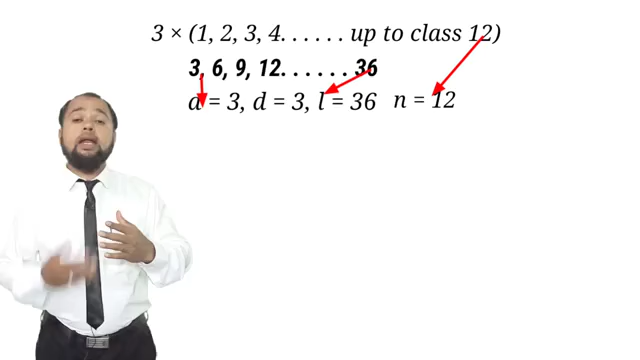 3 × (1, 2, 3, 4. . . . . . up to class 12)
3, 6, 9, 12. . . . . . 36
a = 3, d = 3, l = 36 n = 12